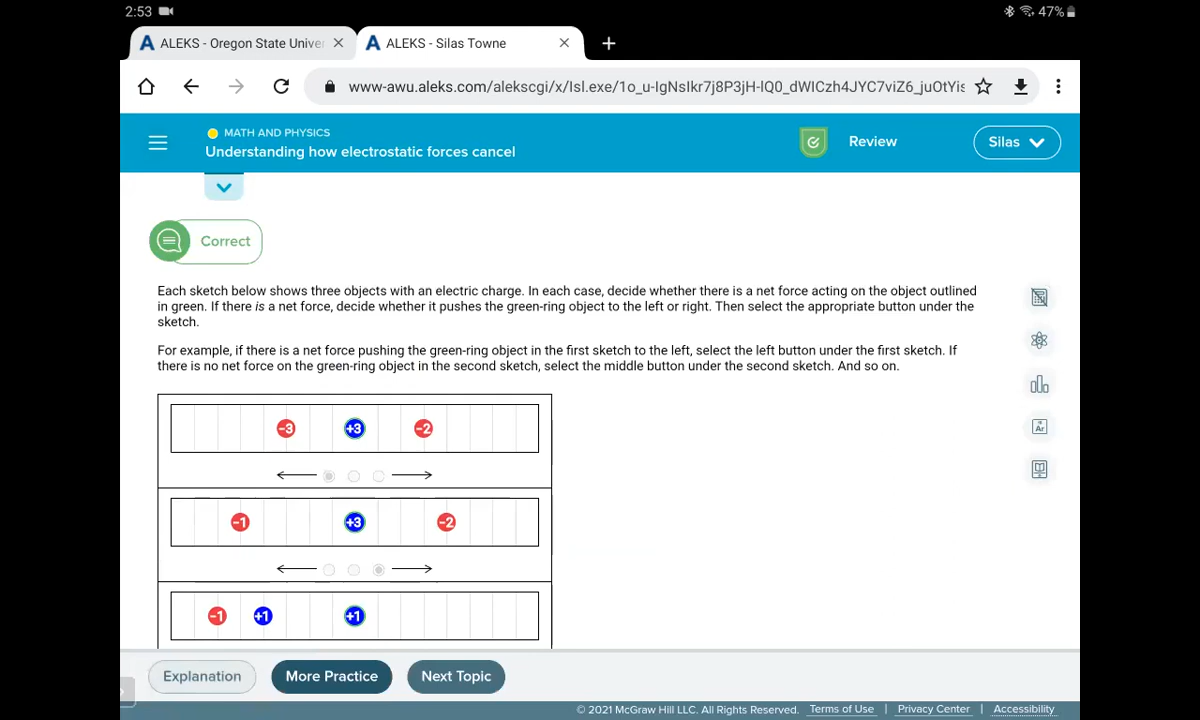 2:53 47%
ALEKS - Oregon State Univer ALEKS - Silas Towne
www-awu.aleks.com/alekscgi/x/Isl.exe/1o_u-IgNsIkr7j8P3jH-lQ0_dWICzh4JYC7viZ6_juOtYis
MATH AND PHYSICS
Understanding how electrostatic forces cancel
Review
Silas
Correct
Each sketch below shows three objects with an electric charge. In each case, decide whether there is a net force acting on the object outlined
in green. If there is a net force, decide whether it pushes the green-ring object to the left or right. Then select the appropriate button under the
sketch.
For example, if there is a net force pushing the green-ring object in the first sketch to the left, select the left button under the first sketch. If
there is no net force on the green-ring object in the second sketch, select the middle button under the second sketch. And so on.
-3 +3 -2
-1 +3 -2
-1 +1 +1
Ar
Explanation More Practice Next Topic
© 2021 McGraw Hill LLC. All Rights Reserved. Terms of Use | Privacy Center | Accessibility